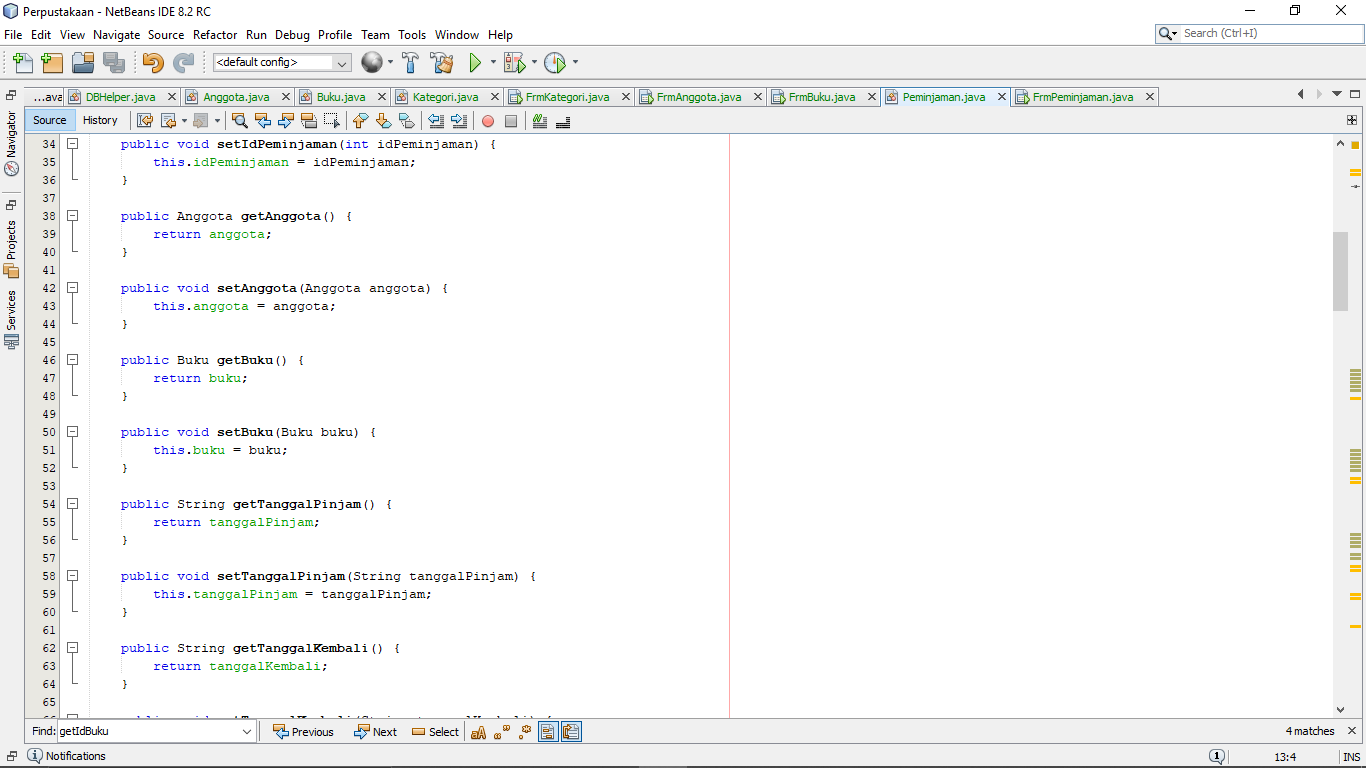 Perpustakaan - NetBeans IDE 8.2 RC
File Edit View Navigate Source Refactor Run Debug Profile Team Tools Window Help
Search (Ctrl+I)
<default config>
...ava DBHelper.java Anggota.java Buku.java Kategori.java FrmKategori.java FrmAnggota.java FrmBuku.java Peminjaman.java FrmPeminjaman.java
Source History
Navigator
Projects
Services
34 public void setIdPeminjaman(int idPeminjaman) {
35 this.idPeminjaman = idPeminjaman;
36 }
37
38 public Anggota getAnggota() {
39 return anggota;
40 }
41
42 public void setAnggota(Anggota anggota) {
43 this.anggota = anggota;
44 }
45
46 public Buku getBuku() {
47 return buku;
48 }
49
50 public void setBuku(Buku buku) {
51 this.buku = buku;
52 }
53
54 public String getTanggalPinjam() {
55 return tanggalPinjam;
56 }
57
58 public void setTanggalPinjam(String tanggalPinjam) {
59 this.tanggalPinjam = tanggalPinjam;
60 }
61
62 public String getTanggalKembali() {
63 return tanggalKembali;
64 }
65
Find: getIdBuku Previous Next Select 4 matches
Notifications 1 13:4 INS